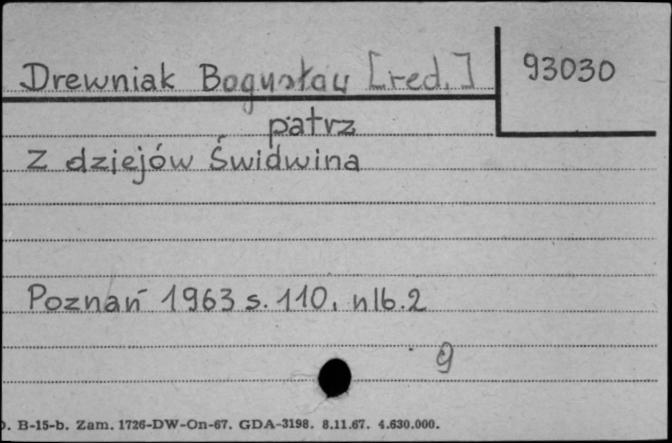 Drewniak Bogusław [red.]
93030
patrz
Z dziejów Świdwina
Poznań 1963 s. 110, nlb. 2
9
D. B-15-b. Zam. 1726-DW-On-67. GDA-3198. 8.11.67. 4.630.000.